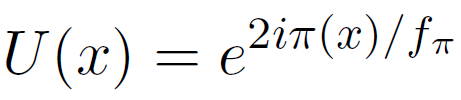 U(x) = e^{2iπ(x)/f_π}